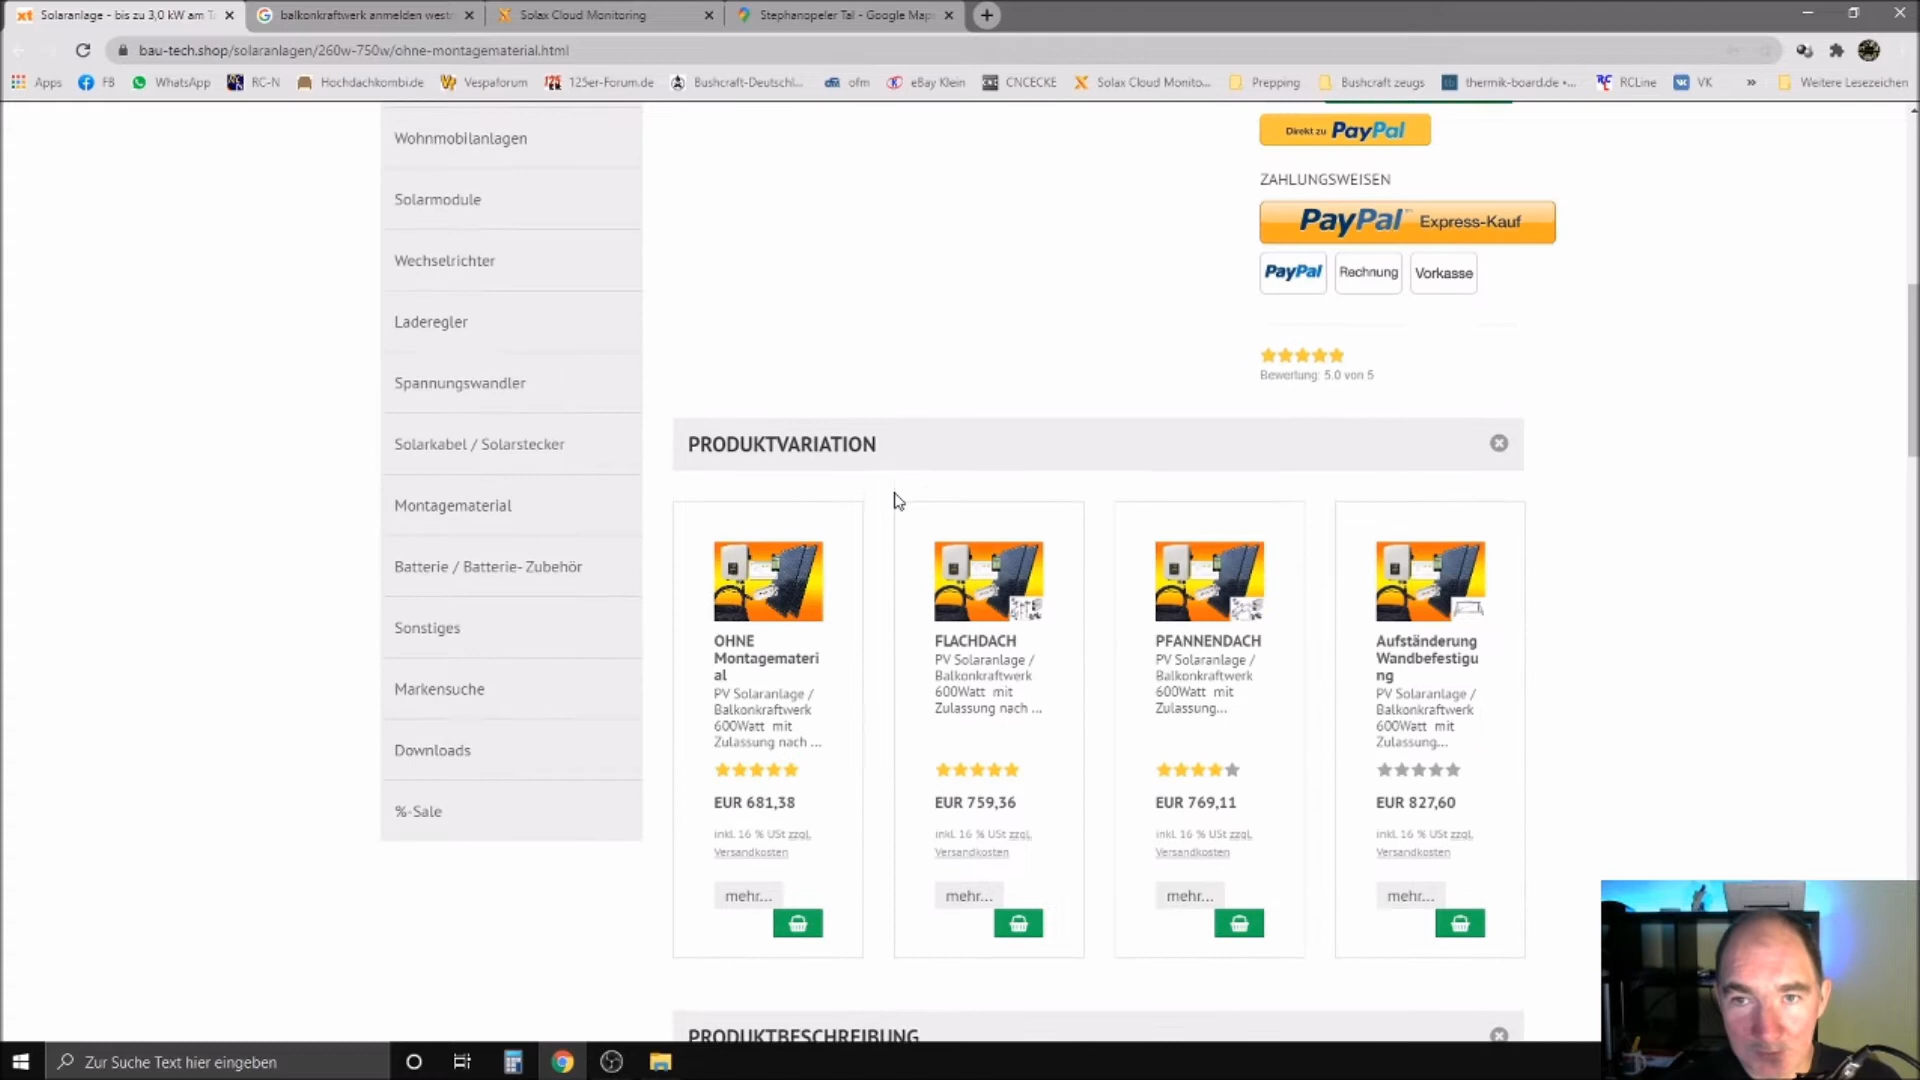 Solaranlage - bis zu 3,0 kW am T
balkonkraftwerk anmelden westn
Solax Cloud Monitoring
Stephanopeler Tal - Google Map
bau-tech.shop/solaranlagen/260w-750w/ohne-montagematerial.html
Apps
FB
WhatsApp
RC-N
Hochdachkombi.de
Vespaforum
125er-Forum.de
Bushcraft-Deutschl...
ofm
eBay Klein
CNCECKE
Solax Cloud Monito...
Prepping
Bushcraft zeugs
thermik-board.de •...
RCLine
VK
»
Weitere Lesezeichen
Wohnmobilanlagen
Solarmodule
Wechselrichter
Laderegler
Spannungswandler
Solarkabel / Solarstecker
Montagematerial
Batterie / Batterie- Zubehör
Sonstiges
Markensuche
Downloads
%-Sale
Direkt zu PayPal
ZAHLUNGSWEISEN
PayPal Express-Kauf
PayPal
Rechnung
Vorkasse
Bewertung: 5.0 von 5
PRODUKTVARIATION
OHNE
Montagemateri
al
PV Solaranlage /
Balkonkraftwerk
600Watt mit
Zulassung nach ...
EUR 681,38
inkl. 16 % USt zzgl.
Versandkosten
mehr...
FLACHDACH
PV Solaranlage /
Balkonkraftwerk
600Watt mit
Zulassung nach ...
EUR 759,36
inkl. 16 % USt zzgl.
Versandkosten
mehr...
PFANNENDACH
PV Solaranlage /
Balkonkraftwerk
600Watt mit
Zulassung...
EUR 769,11
inkl. 16 % USt zzgl.
Versandkosten
mehr...
Aufständerung
Wandbefestigu
ng
PV Solaranlage /
Balkonkraftwerk
600Watt mit
Zulassung...
EUR 827,60
inkl. 16 % USt zzgl.
Versandkosten
mehr...
PRODUKTBESCHREIBUNG
Zur Suche Text hier eingeben